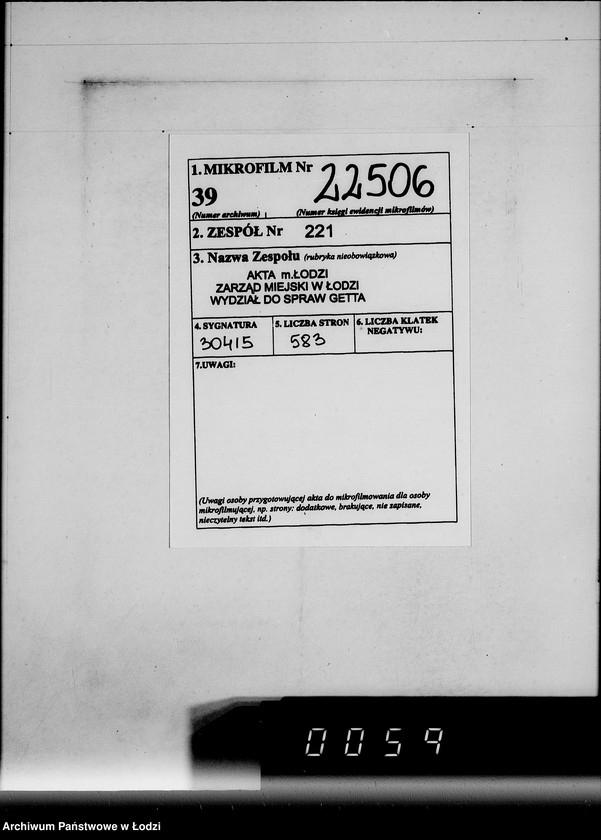 1. MIKROFILM Nr 22506
39
(Numer archiwum) (Numer księgi ewidencji mikrofilmów)
2. ZESPÓŁ Nr 221
3. Nazwa Zespołu (rubryka nieobowiązkowa)
AKTA m.ŁODZI
ZARZĄD MIEJSKI W ŁODZI
WYDZIAŁ DO SPRAW GETTA
4. SYGNATURA
30415
5. LICZBA STRON
583
6. LICZBA KLATEK
NEGATYWU:
7.UWAGI:
(Uwagi osoby przygotowującej akta do mikrofilmowania dla osoby
mikrofilmującej, np. strony: dodatkowe, brakujące, nie zapisane,
nieczytelny tekst itd.)
0059
Archiwum Państwowe w Łodzi